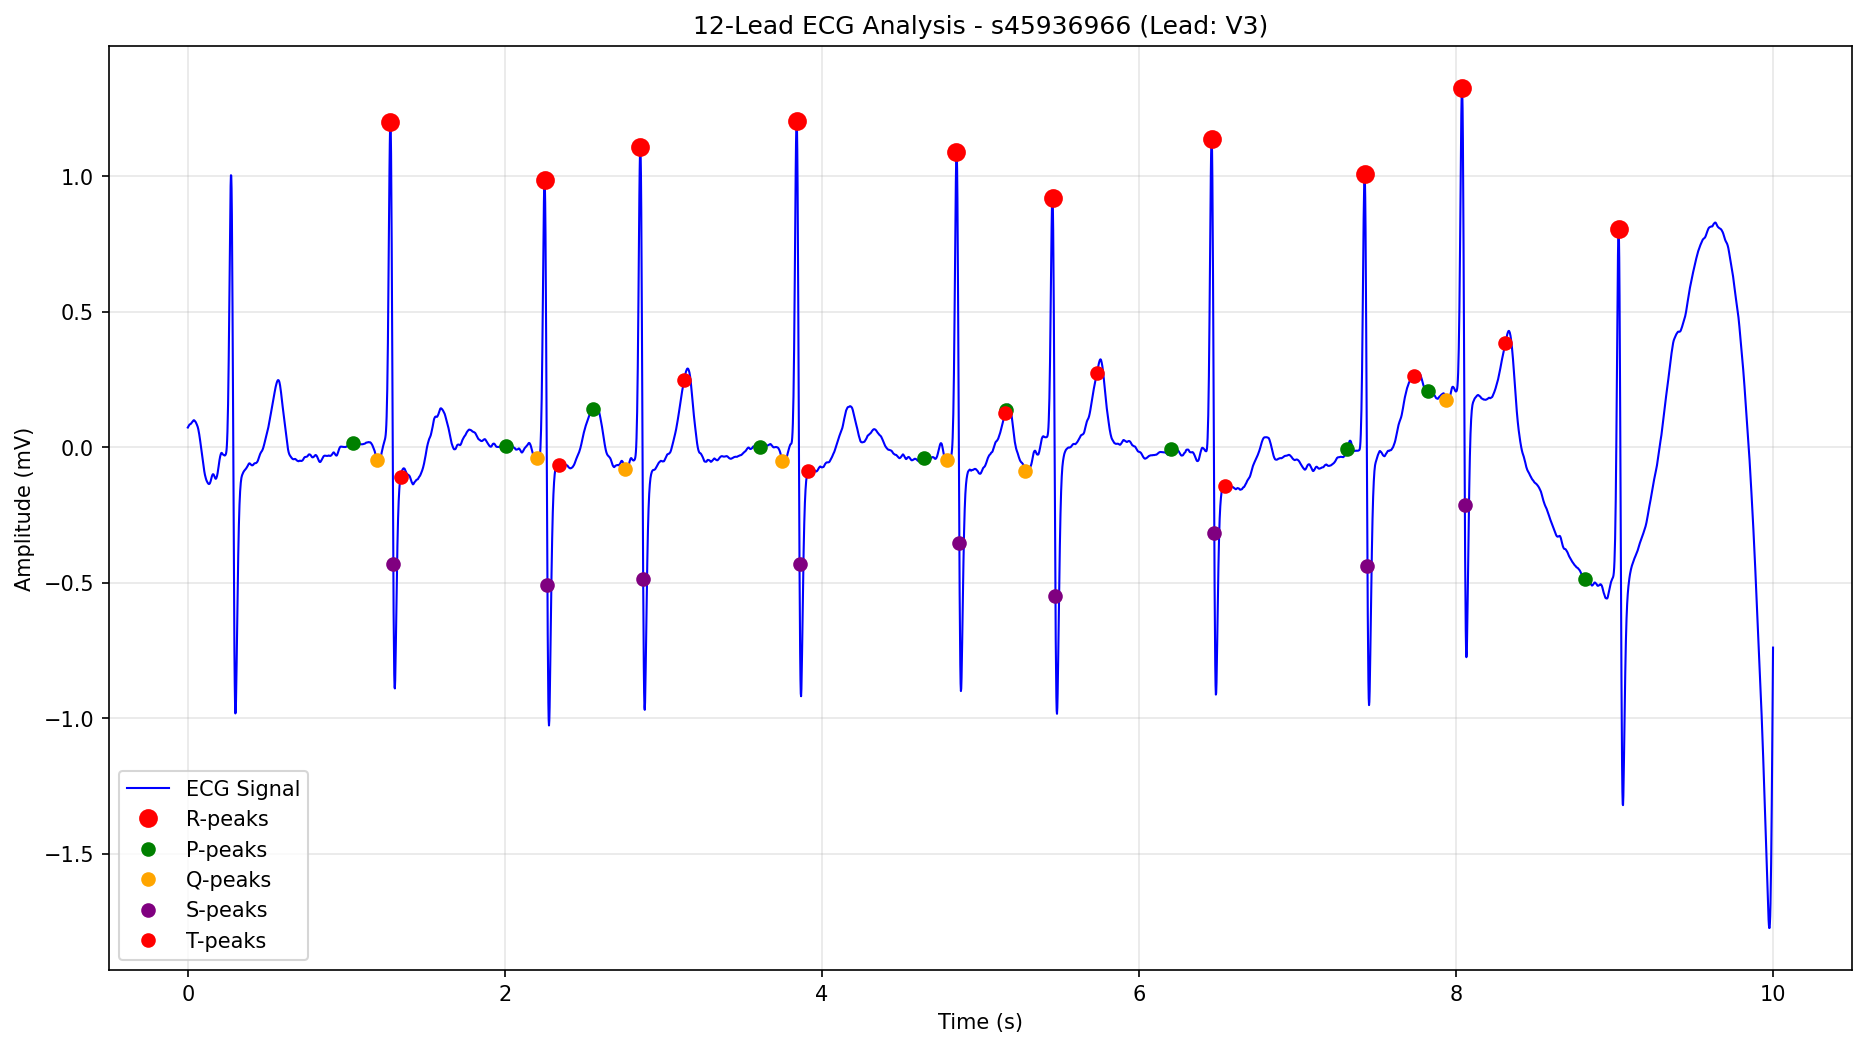 12-Lead ECG Analysis - s45936966 (Lead: V3)
Amplitude (mV)
1.0
0.5
0.0
−0.5
−1.0
−1.5
ECG Signal
R-peaks
P-peaks
Q-peaks
S-peaks
T-peaks
0 2 4 6 8 10
Time (s)